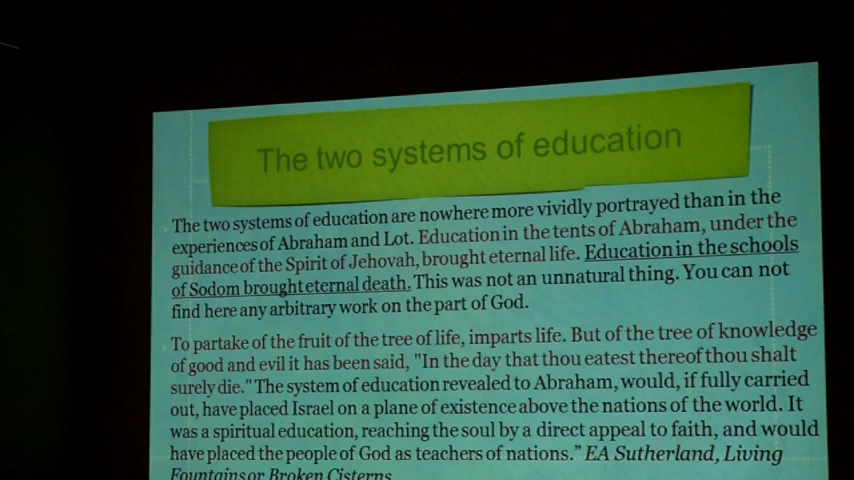 The two systems of education
The two systems of education are nowhere more vividly portrayed than in the
experiences of Abraham and Lot. Education in the tents of Abraham, under the
guidance of the Spirit of Jehovah, brought eternal life. Education in the schools
of Sodom brought eternal death. This was not an unnatural thing. You can not
find here any arbitrary work on the part of God.
To partake of the fruit of the tree of life, imparts life. But of the tree of knowledge
of good and evil it has been said, "In the day that thou eatest thereof thou shalt
surely die." The system of education revealed to Abraham, would, if fully carried
out, have placed Israel on a plane of existence above the nations of the world. It
was a spiritual education, reaching the soul by a direct appeal to faith, and would
have placed the people of God as teachers of nations.” EA Sutherland, Living
Fountains or Broken Cisterns